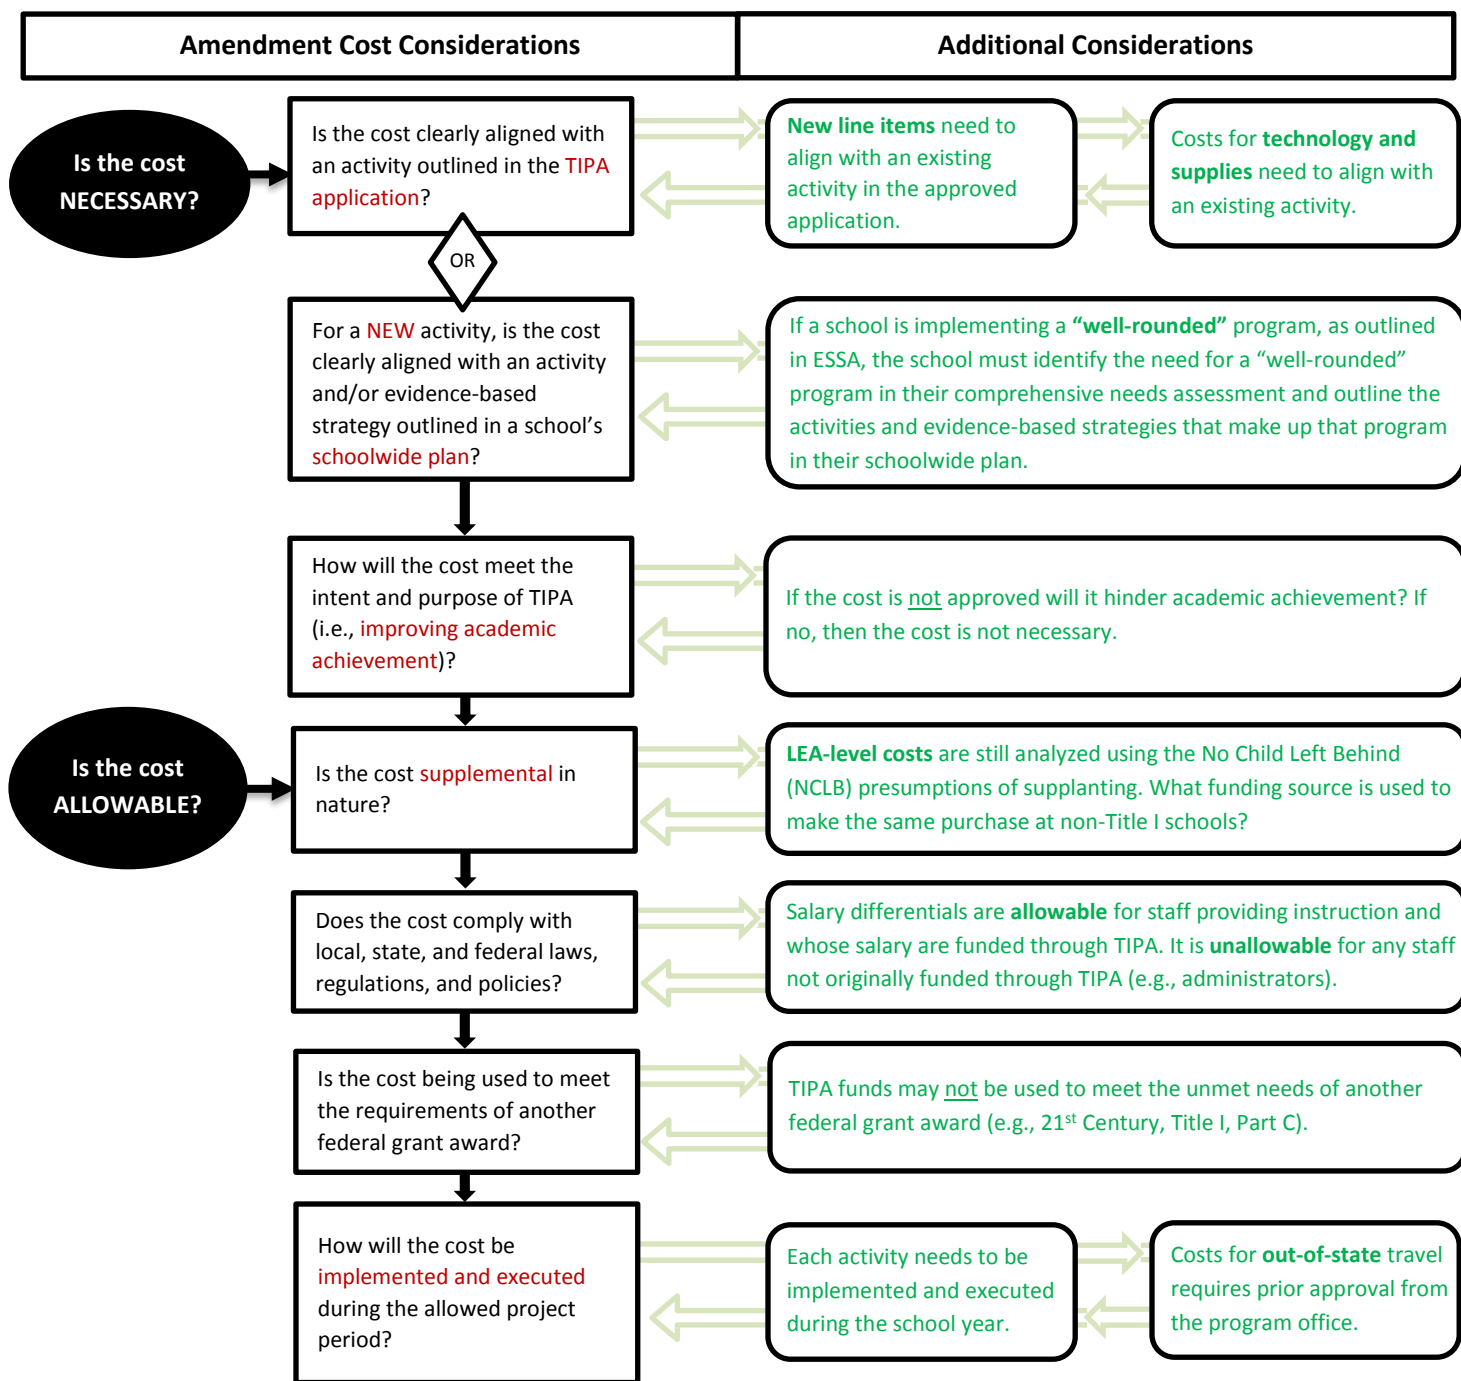 Amendment Cost Considerations
Additional Considerations
Is the cost
NECESSARY?
Is the cost clearly aligned with
an activity outlined in the TIPA
application?
New line items need to
align with an existing
activity in the approved
application.
Costs for technology and
supplies need to align with
an existing activity.
OR
For a NEW activity, is the cost
clearly aligned with an activity
and/or evidence-based
strategy outlined in a school’s
schoolwide plan?
If a school is implementing a “well-rounded” program, as outlined
in ESSA, the school must identify the need for a “well-rounded”
program in their comprehensive needs assessment and outline the
activities and evidence-based strategies that make up that program
in their schoolwide plan.
How will the cost meet the
intent and purpose of TIPA
(i.e., improving academic
achievement)?
If the cost is not approved will it hinder academic achievement? If
no, then the cost is not necessary.
Is the cost
ALLOWABLE?
Is the cost supplemental in
nature?
LEA-level costs are still analyzed using the No Child Left Behind
(NCLB) presumptions of supplanting. What funding source is used to
make the same purchase at non-Title I schools?
Does the cost comply with
local, state, and federal laws,
regulations, and policies?
Salary differentials are allowable for staff providing instruction and
whose salary are funded through TIPA. It is unallowable for any staff
not originally funded through TIPA (e.g., administrators).
Is the cost being used to meet
the requirements of another
federal grant award?
TIPA funds may not be used to meet the unmet needs of another
federal grant award (e.g., 21st Century, Title I, Part C).
How will the cost be
implemented and executed
during the allowed project
period?
Each activity needs to be
implemented and executed
during the school year.
Costs for out-of-state travel
requires prior approval from
the program office.